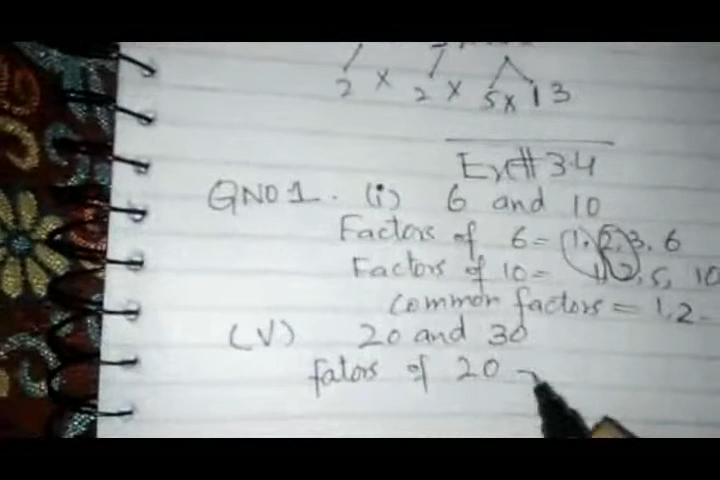 2 x 2 x 5 x 13
Ex# 3.4
QNO 1. (i) 6 and 10
Factors of 6 = 1, 2, 3, 6
Factors of 10 = 1, 2, 5, 10
Common factors = 1, 2.
(V) 20 and 30
fators of 20